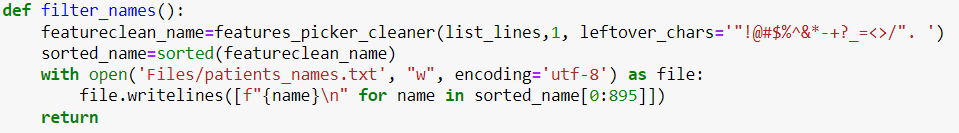 def filter_names():
    featureclean_name=features_picker_cleaner(list_lines,1, leftover_chars='"!@#$%^&*-+?_=<>/". ')
    sorted_name=sorted(featureclean_name)
    with open('Files/patients_names.txt', "w", encoding='utf-8') as file:
        file.writelines([f"{name}\n" for name in sorted_name[0:895]])
    return